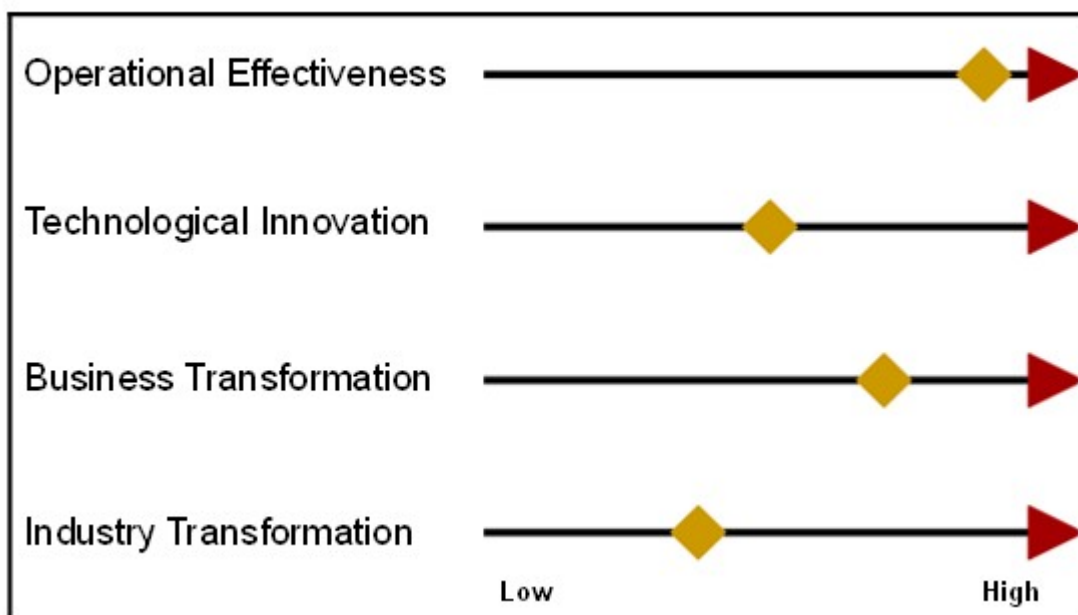 Operational Effectiveness
Technological Innovation
Business Transformation
Industry Transformation
Low High